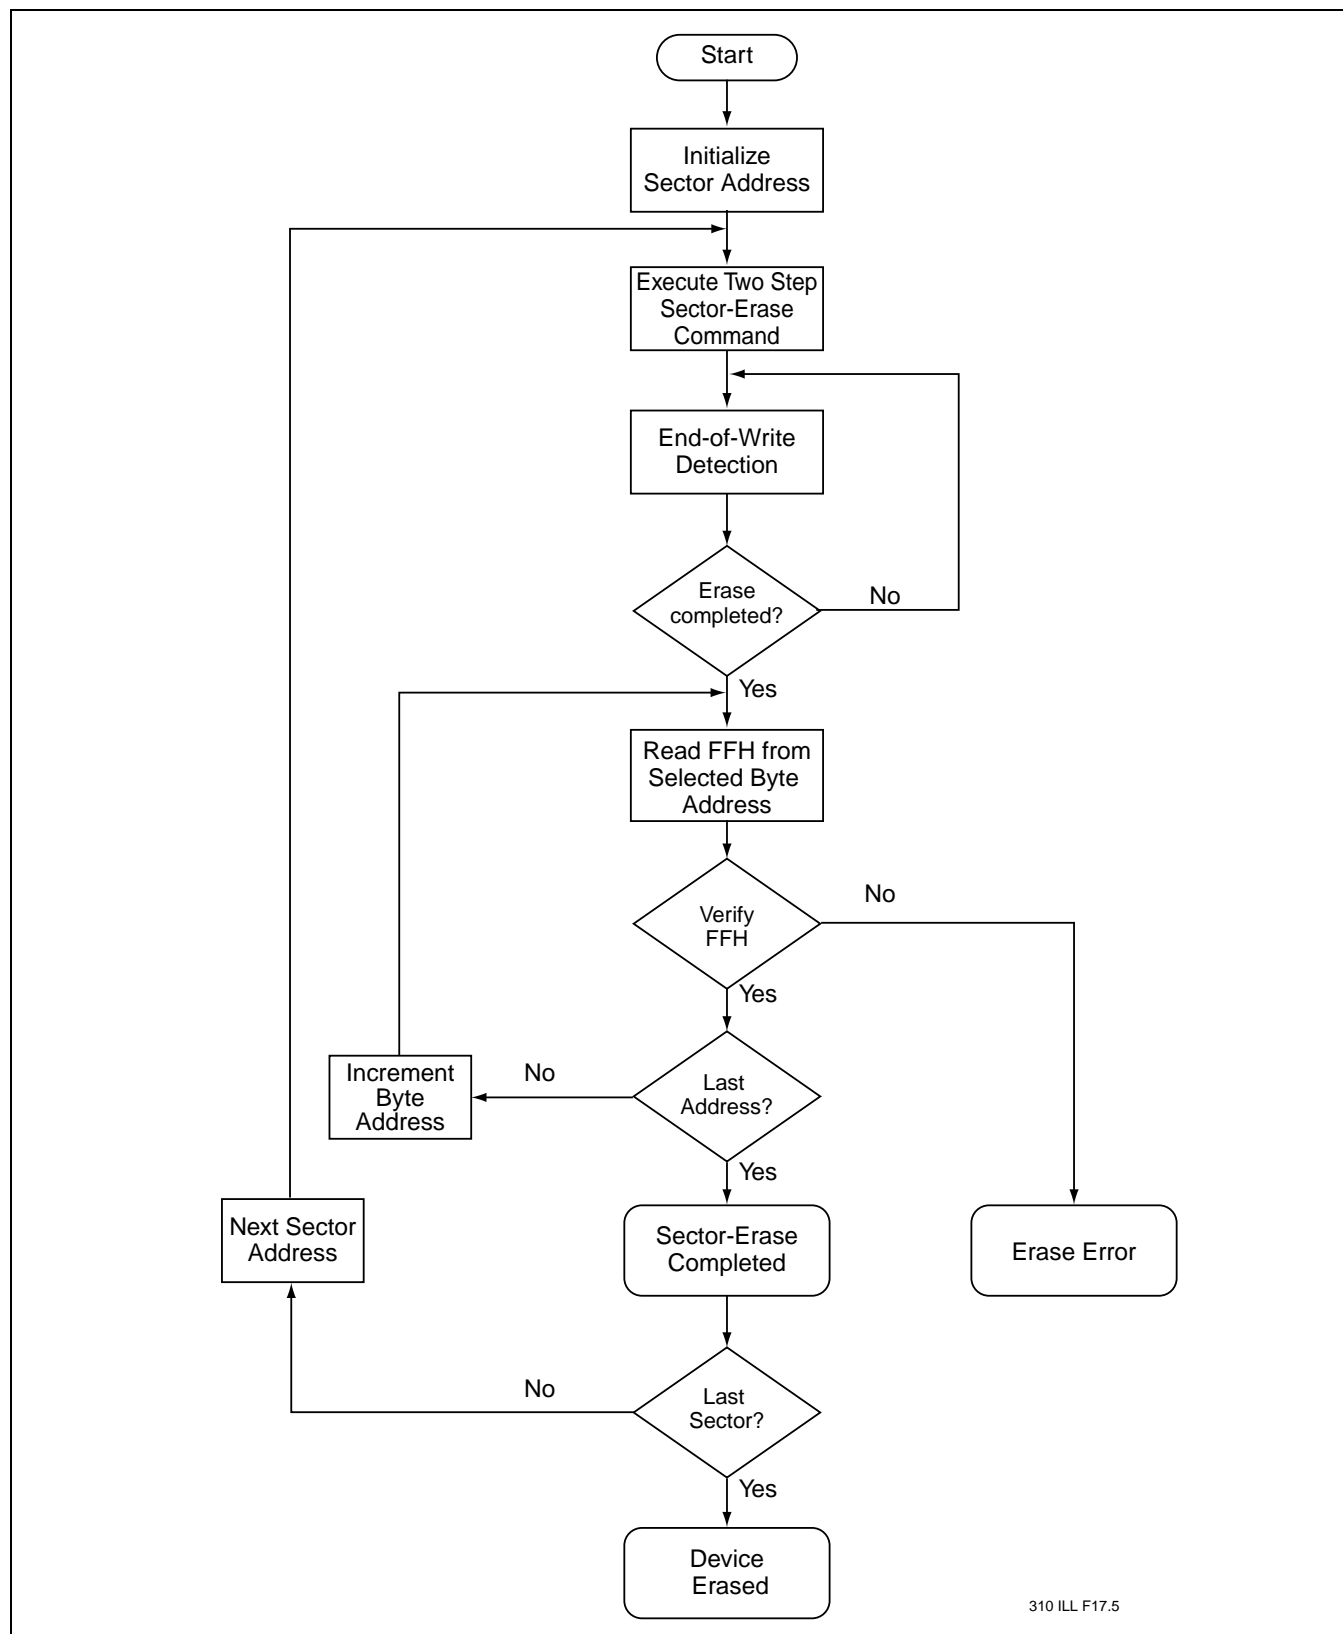 Start
Initialize
Sector Address
Execute Two Step
Sector-Erase
Command
End-of-Write
Detection
Erase
completed?
No
Yes
Read FFH from
Selected Byte
Address
Verify
FFH
No
Yes
Last
Address?
No
Increment
Byte
Address
Yes
Next Sector
Address
Sector-Erase
Completed
Erase Error
Last
Sector?
No
Yes
Device
Erased
310 ILL F17.5